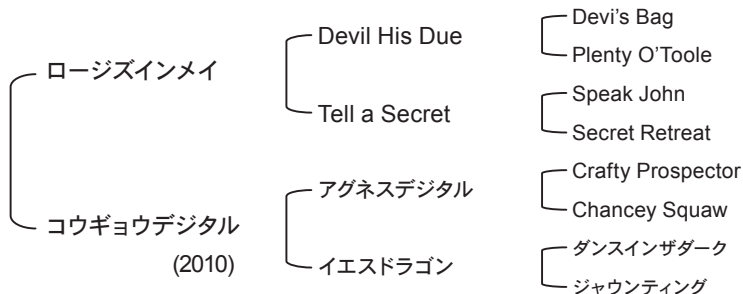 ロージズインメイ
Devil His Due
Devi's Bag
Plenty O'Toole
Tell a Secret
Speak John
Secret Retreat
コウギョウデジタル
(2010)
アグネスデジタル
Crafty Prospector
Chancey Squaw
イエスドラゴン
ダンスインザダーク
ジャウンティング